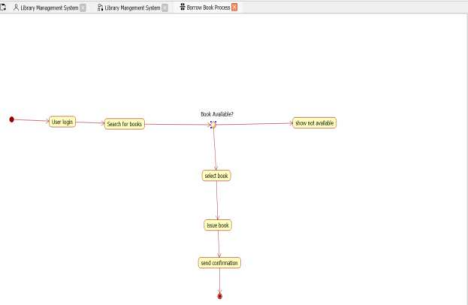 Library Management System
Library Mangement System
Borrow Book Process
Book Available?
User login
Search for books
show not available
select book
Issue book
send confirmation